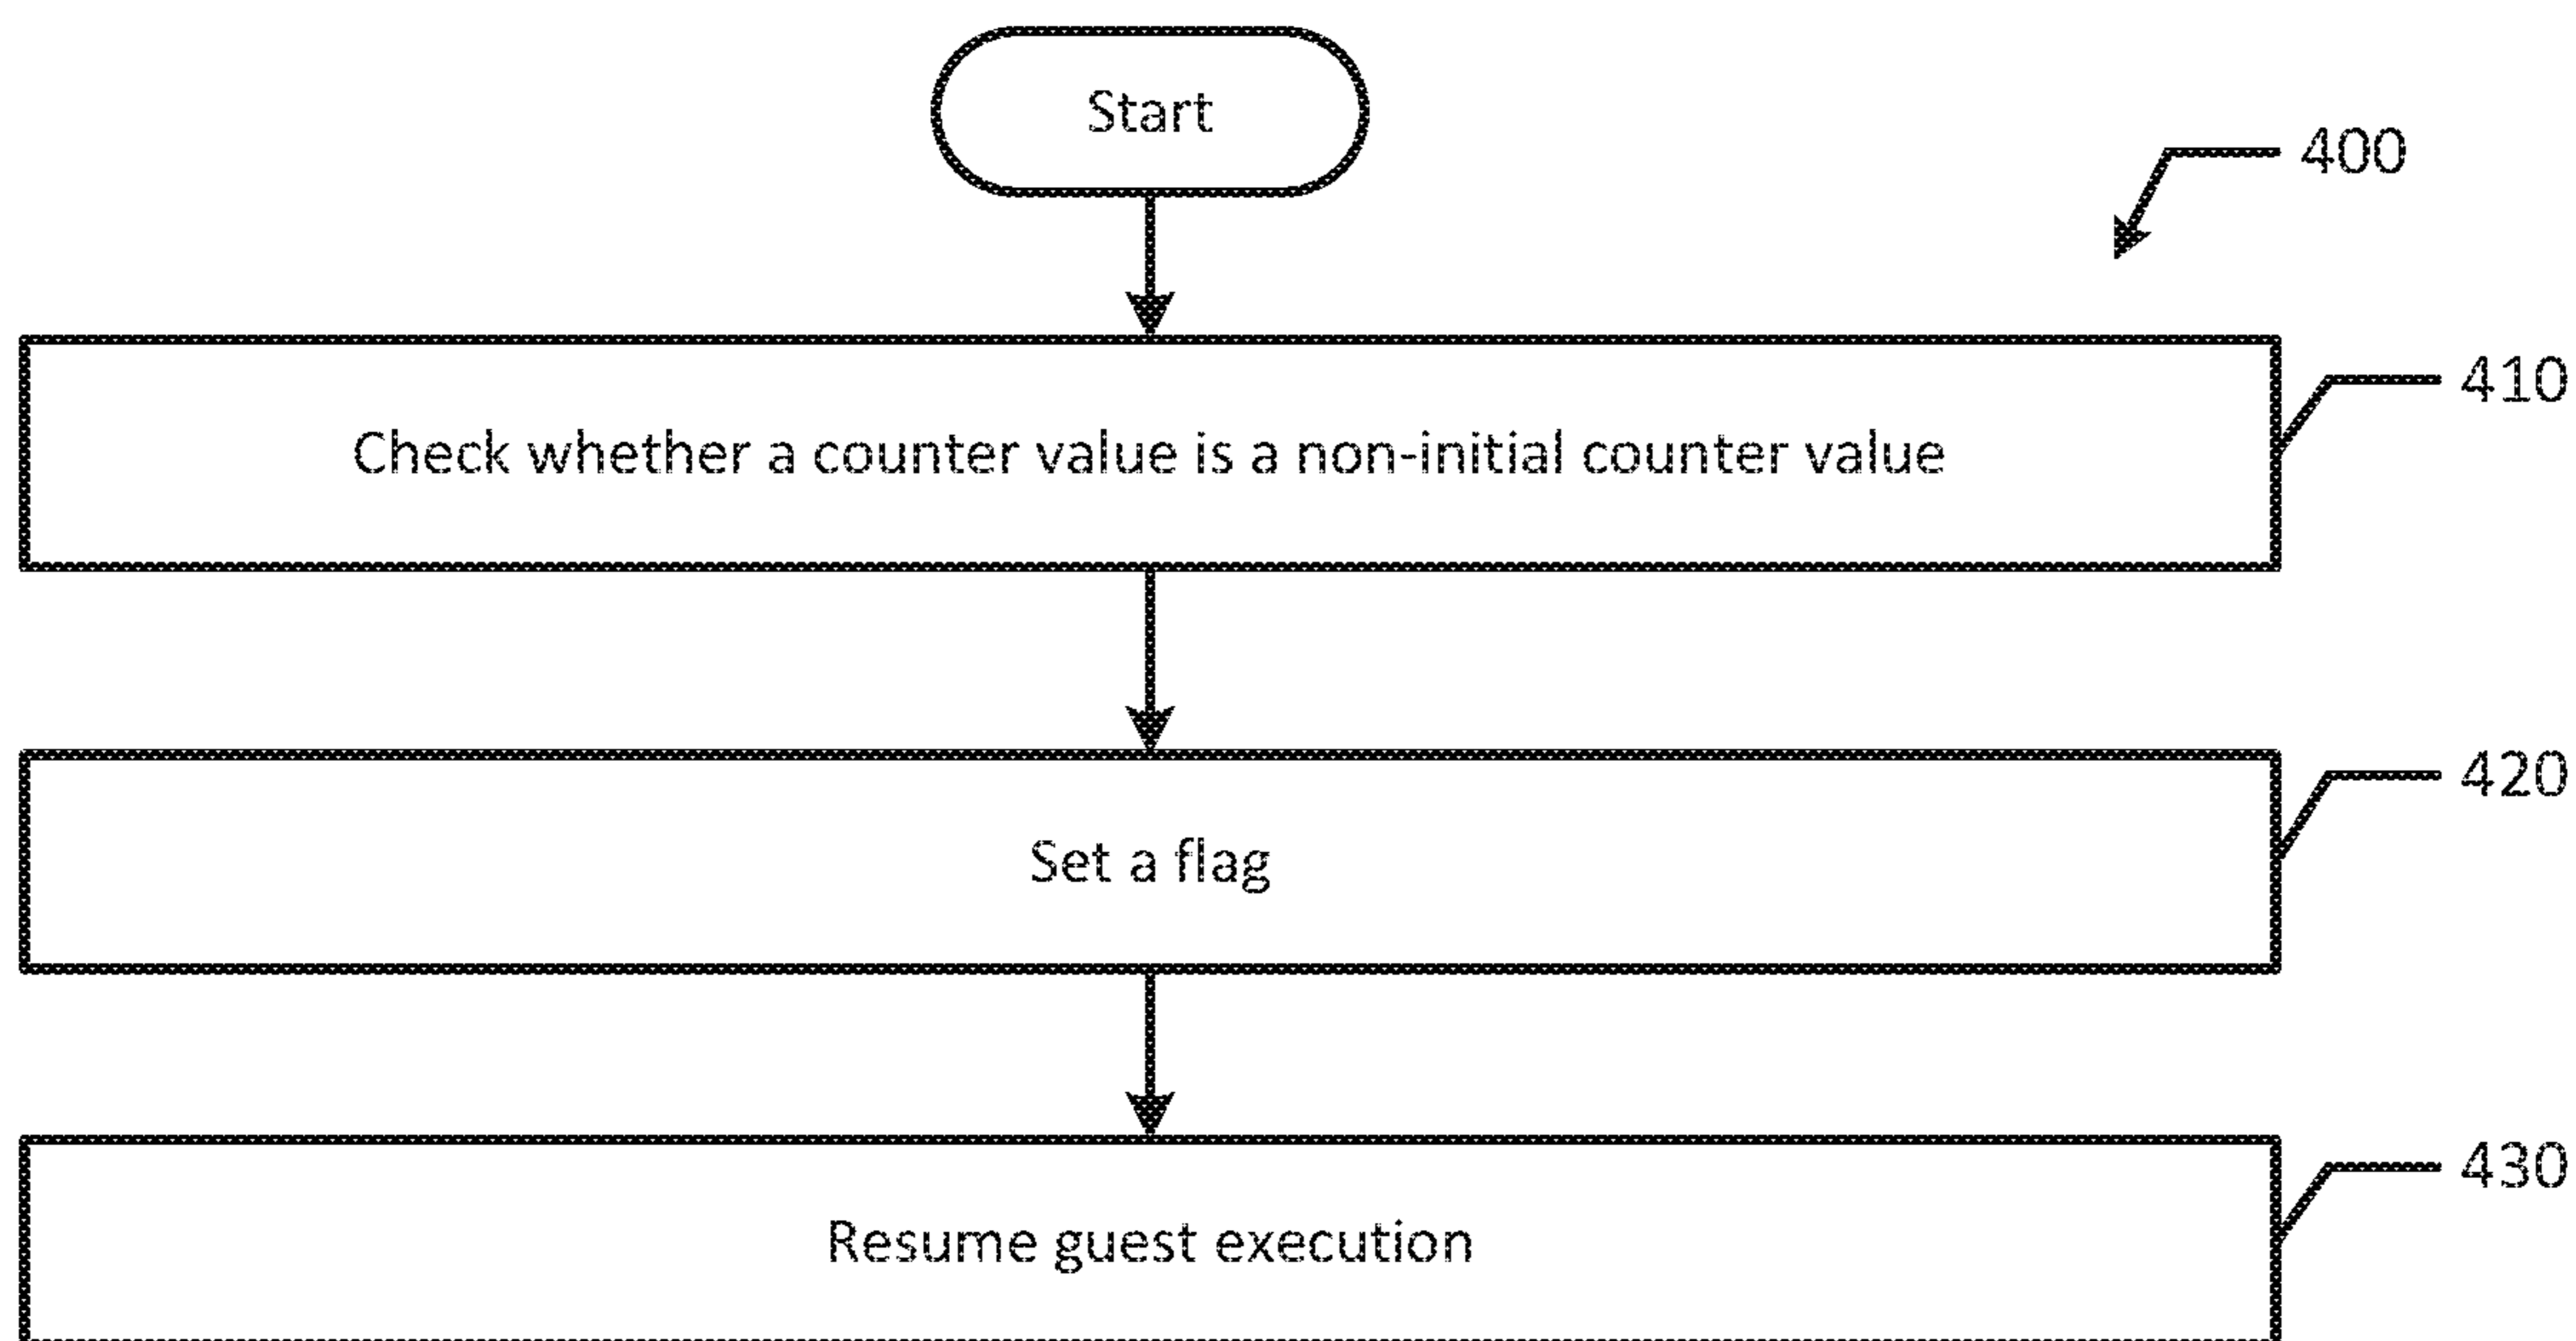 Start
400
410
Check whether a counter value is a non-initial counter value
420
Set a flag
430
Resume guest execution